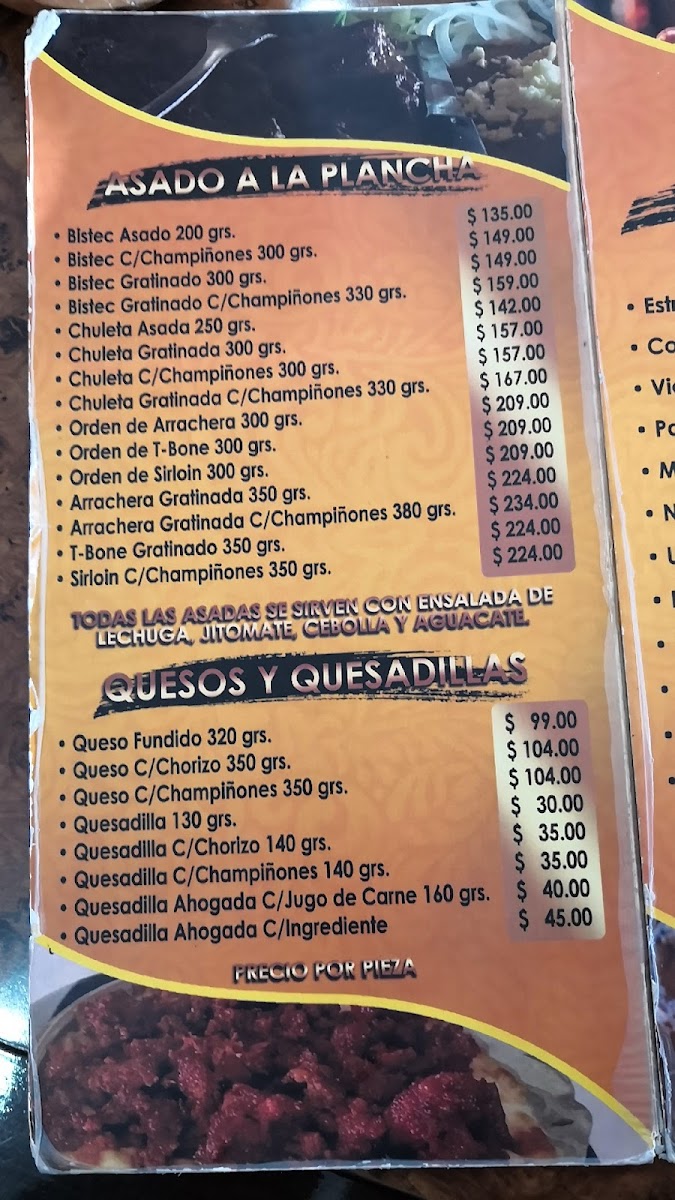 ASADO A LA PLANCHA
• Bistec Asado 200 grs. $ 135.00
• Bistec C/Champiñones 300 grs. $ 149.00
• Bistec Gratinado 300 grs. $ 149.00
• Bistec Gratinado C/Champiñones 330 grs. $ 159.00
• Chuleta Asada 250 grs. $ 142.00
• Chuleta Gratinada 300 grs. $ 157.00
• Chuleta C/Champiñones 300 grs. $ 157.00
• Chuleta Gratinada C/Champiñones 330 grs. $ 167.00
• Orden de Arrachera 300 grs. $ 209.00
• Orden de T-Bone 300 grs. $ 209.00
• Orden de Sirloin 300 grs. $ 209.00
• Arrachera Gratinada 350 grs. $ 224.00
• Arrachera Gratinada C/Champiñones 380 grs. $ 234.00
• T-Bone Gratinado 350 grs. $ 224.00
• Sirloin C/Champiñones 350 grs. $ 224.00
TODAS LAS ASADAS SE SIRVEN CON ENSALADA DE
LECHUGA, JITOMATE, CEBOLLA Y AGUACATE.
QUESOS Y QUESADILLAS
• Queso Fundido 320 grs. $ 99.00
• Queso C/Chorizo 350 grs. $ 104.00
• Queso C/Champiñones 350 grs. $ 104.00
• Quesadilla 130 grs. $ 30.00
• Quesadilla C/Chorizo 140 grs. $ 35.00
• Quesadilla C/Champiñones 140 grs. $ 35.00
• Quesadilla Ahogada C/Jugo de Carne 160 grs. $ 40.00
• Quesadilla Ahogada C/Ingrediente $ 45.00
PRECIO POR PIEZA